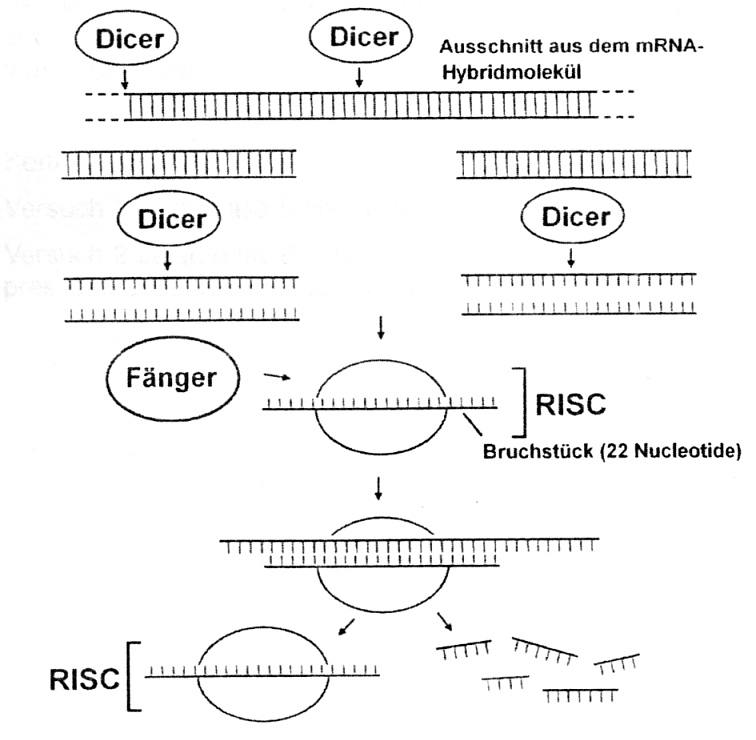 Dicer
Dicer
Ausschnitt aus dem mRNA-
Hybridmolekül
Dicer
Dicer
Fänger
RISC
Bruchstück (22 Nucleotide)
RISC